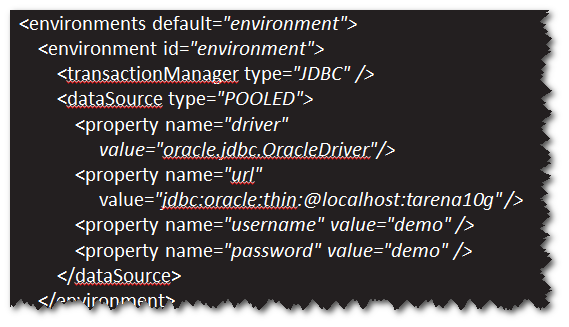 <environments default="environment">
<environment id="environment">
<transactionManager type="JDBC" />
<dataSource type="POOLED">
<property name="driver"
value="oracle.jdbc.OracleDriver"/>
<property name="url"
value="jdbc:oracle:thin:@localhost:tarena10g"/>
<property name="username" value="demo" />
<property name="password" value="demo" />
</dataSource>
</environment>